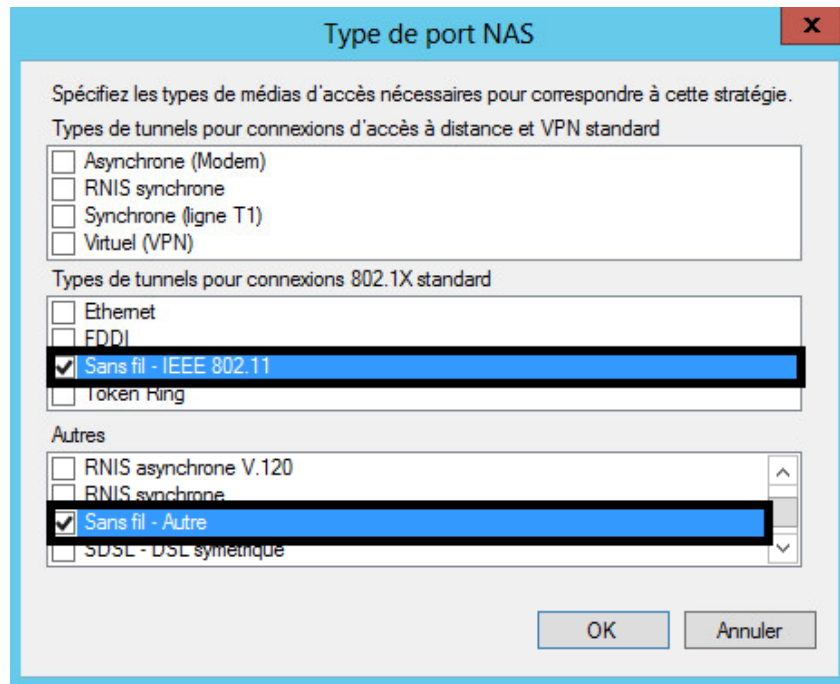 Type de port NAS
x
Spécifiez les types de médias d'accès nécessaires pour correspondre à cette stratégie.
Types de tunnels pour connexions d'accès à distance et VPN standard
Asynchrone (Modem)
RNIS synchrone
Synchrone (ligne T1)
Virtuel (VPN)
Types de tunnels pour connexions 802.1X standard
Ethernet
FDDI
Sans fil - IEEE 802.11
Token Ring
Autres
RNIS asynchrone V.120
RNIS synchrone
Sans fil - Autre
SDSL - DSL symétrique
OK
Annuler